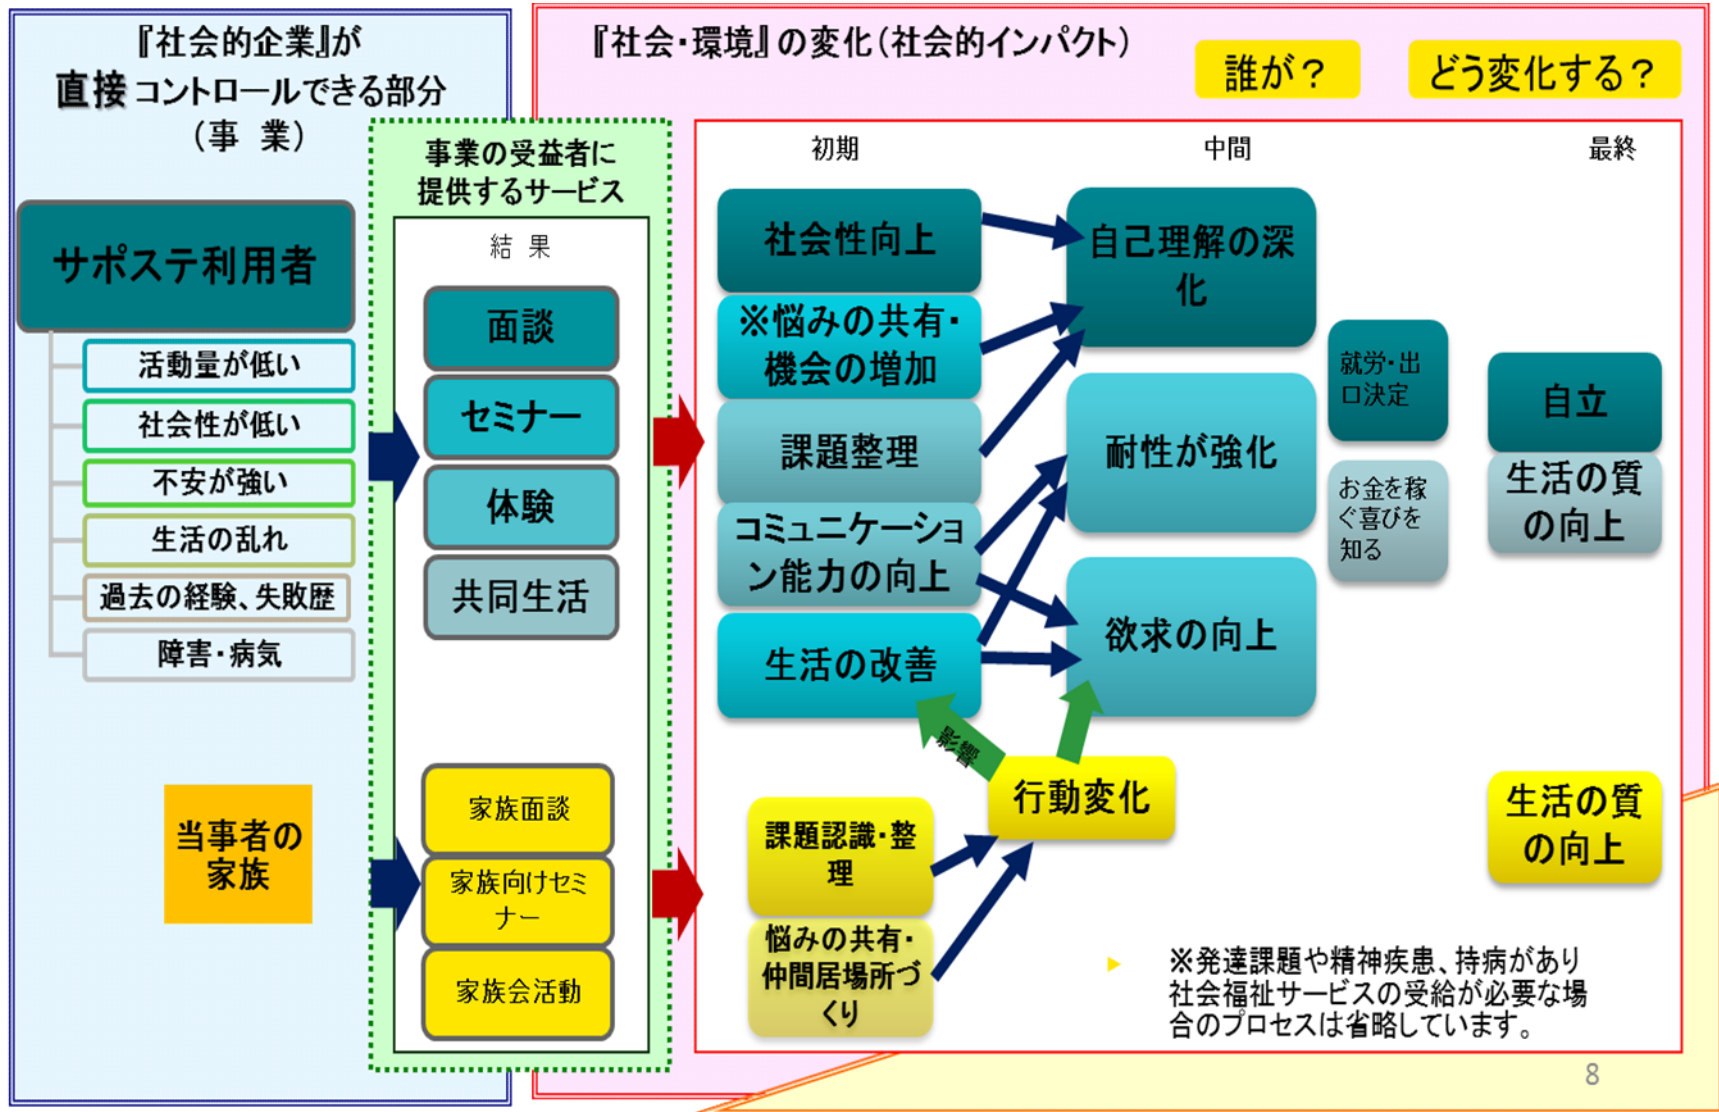 『社会的企業』が
直接 コントロールできる部分
（事　業）
サポステ利用者
活動量が低い
社会性が低い
不安が強い
生活の乱れ
過去の経験、失敗歴
障害・病気
当事者の
家族
事業の受益者に
提供するサービス
結 果
面談
セミナー
体験
共同生活
家族面談
家族向けセミ
ナー
家族会活動
『社会・環境』の変化（社会的インパクト）
誰が？
どう変化する？
初期
中間
最終
社会性向上
※悩みの共有・
機会の増加
課題整理
コミュニケーショ
ン能力の向上
生活の改善
自己理解の深
化
耐性が強化
欲求の向上
就労・出
口決定
お金を稼
ぐ喜びを
知る
自立
生活の質
の向上
影響
行動変化
課題認識・整
理
悩みの共有・
仲間居場所づ
くり
生活の質
の向上
※発達課題や精神疾患、持病があり
社会福祉サービスの受給が必要な場
合のプロセスは省略しています。
8